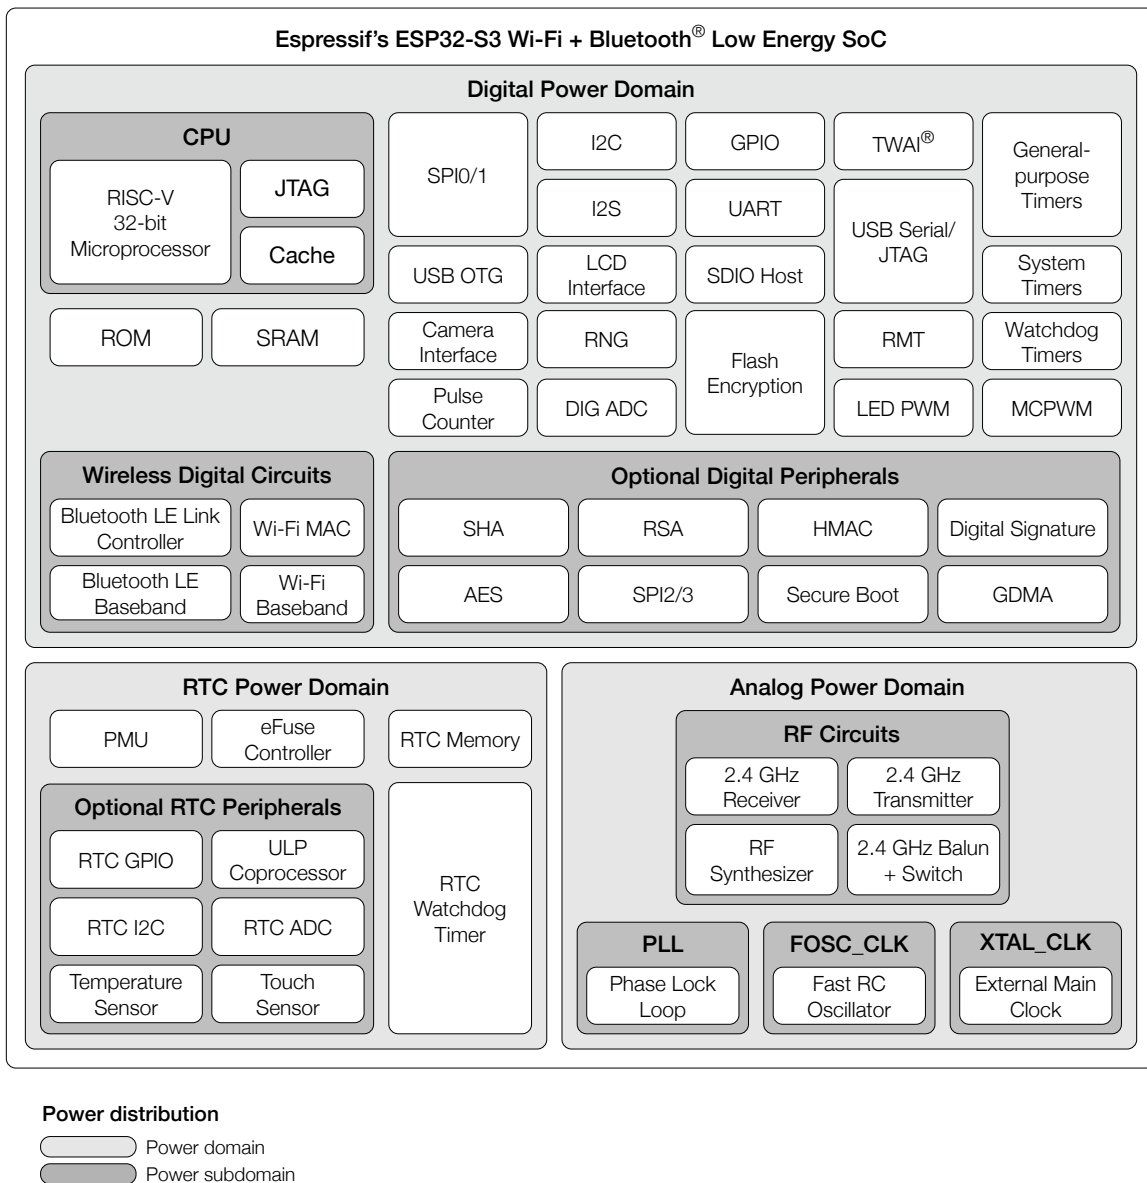 Espressif's ESP32-S3 Wi-Fi + Bluetooth® Low Energy SoC
Digital Power Domain
CPU
RISC-V
32-bit
Microprocessor
JTAG
Cache
ROM
SRAM
SPI0/1
I2C
GPIO
TWAI®
General-
purpose
Timers
I2S
UART
USB Serial/
JTAG
USB OTG
LCD
Interface
SDIO Host
System
Timers
Camera
Interface
RNG
Flash
Encryption
RMT
Watchdog
Timers
Pulse
Counter
DIG ADC
LED PWM
MCPWM
Wireless Digital Circuits
Bluetooth LE Link
Controller
Wi-Fi MAC
Bluetooth LE
Baseband
Wi-Fi
Baseband
Optional Digital Peripherals
SHA
RSA
HMAC
Digital Signature
AES
SPI2/3
Secure Boot
GDMA
RTC Power Domain
PMU
eFuse
Controller
RTC Memory
Optional RTC Peripherals
RTC GPIO
ULP
Coprocessor
RTC I2C
RTC ADC
Temperature
Sensor
Touch
Sensor
RTC
Watchdog
Timer
Analog Power Domain
RF Circuits
2.4 GHz
Receiver
2.4 GHz
Transmitter
RF
Synthesizer
2.4 GHz Balun
+ Switch
PLL
Phase Lock
Loop
FOSC_CLK
Fast RC
Oscillator
XTAL_CLK
External Main
Clock
Power distribution
Power domain
Power subdomain